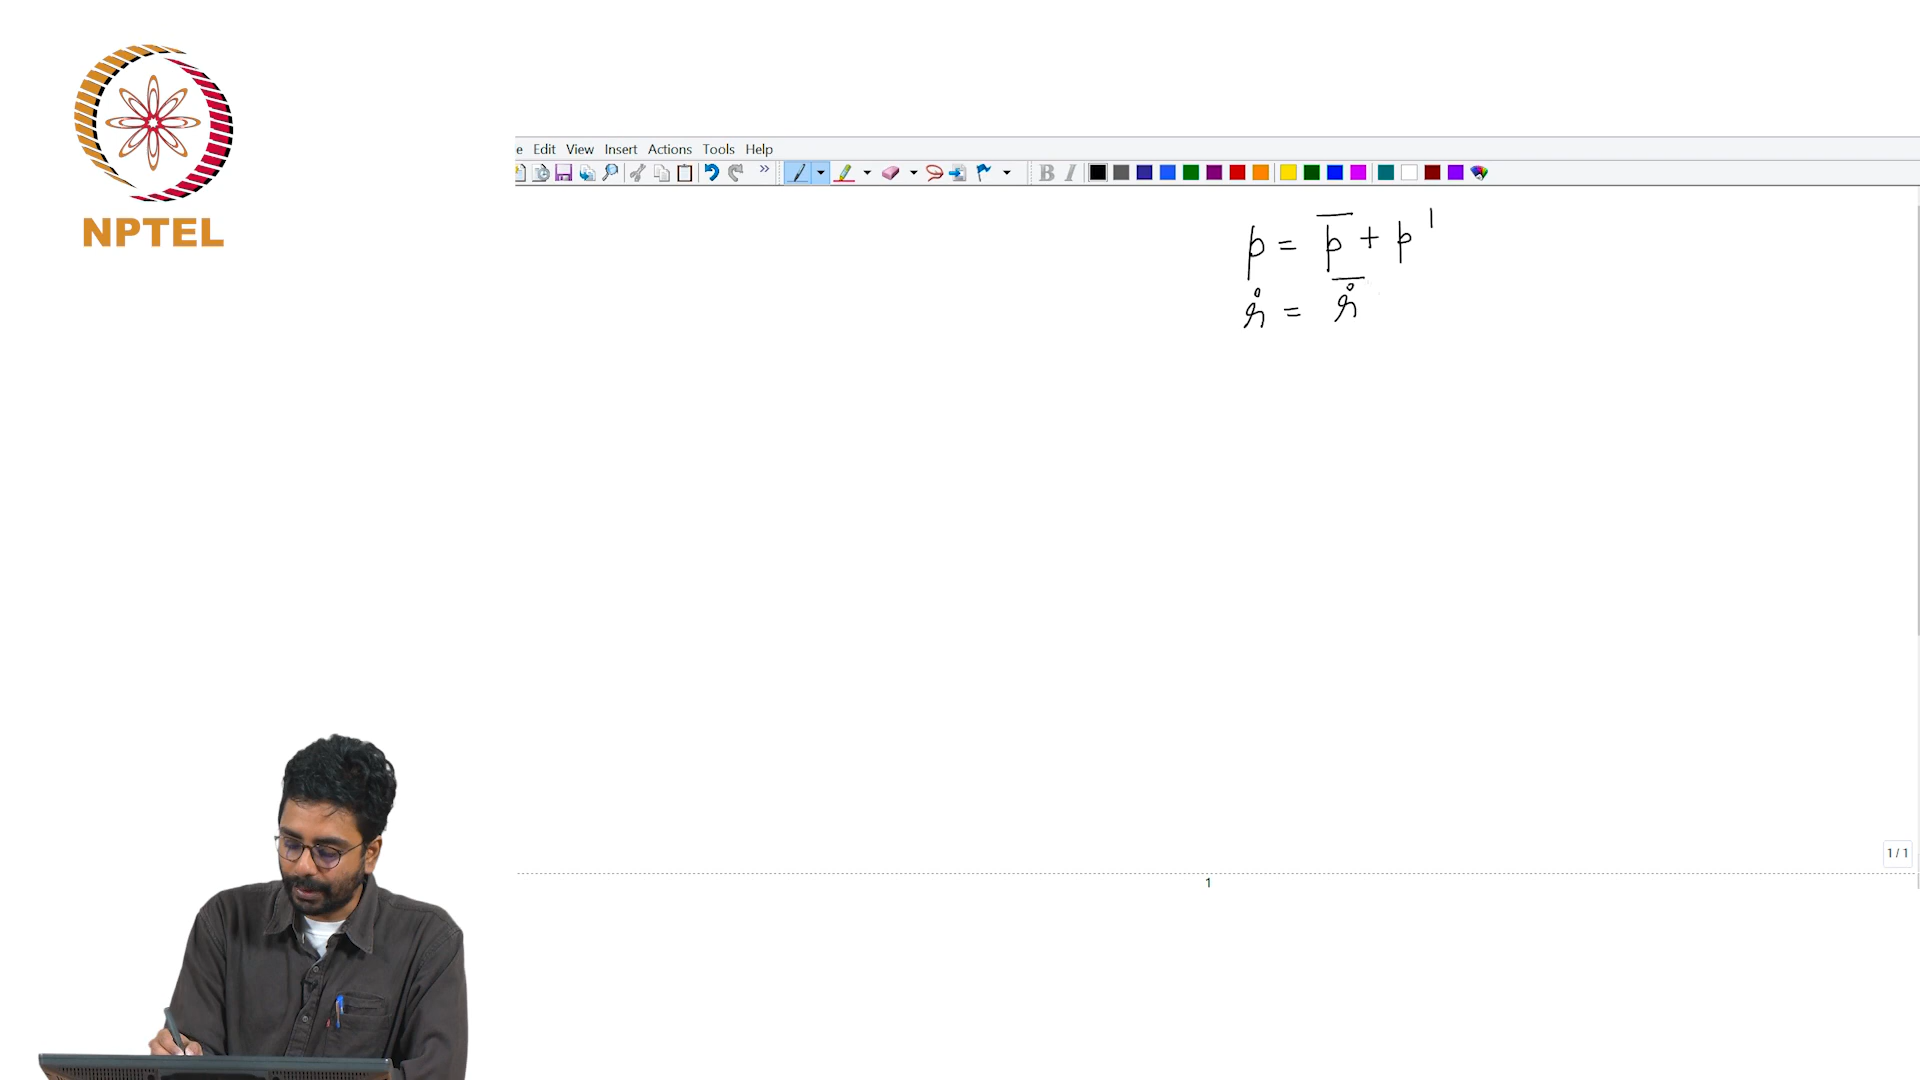 NPTEL
e Edit View Insert Actions Tools Help
B I
p = p̅ + p'
ṙ = ṙ̅
1 / 1
1